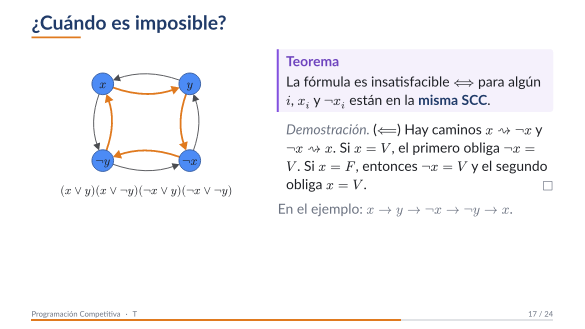 ¿Cuándo es imposible?
x
y
¬y
¬x
(x ∨ y)(x ∨ ¬y)(¬x ∨ y)(¬x ∨ ¬y)
Teorema
La fórmula es insatisfacible ⟺ para algún
i, xᵢ y ¬xᵢ están en la misma SCC.
Demostración. (⟸) Hay caminos x ⇝ ¬x y
¬x ⇝ x. Si x = V, el primero obliga ¬x =
V. Si x = F, entonces ¬x = V y el segundo
obliga x = V. □
En el ejemplo: x → y → ¬x → ¬y → x.
Programación Competitiva · T
17 / 24